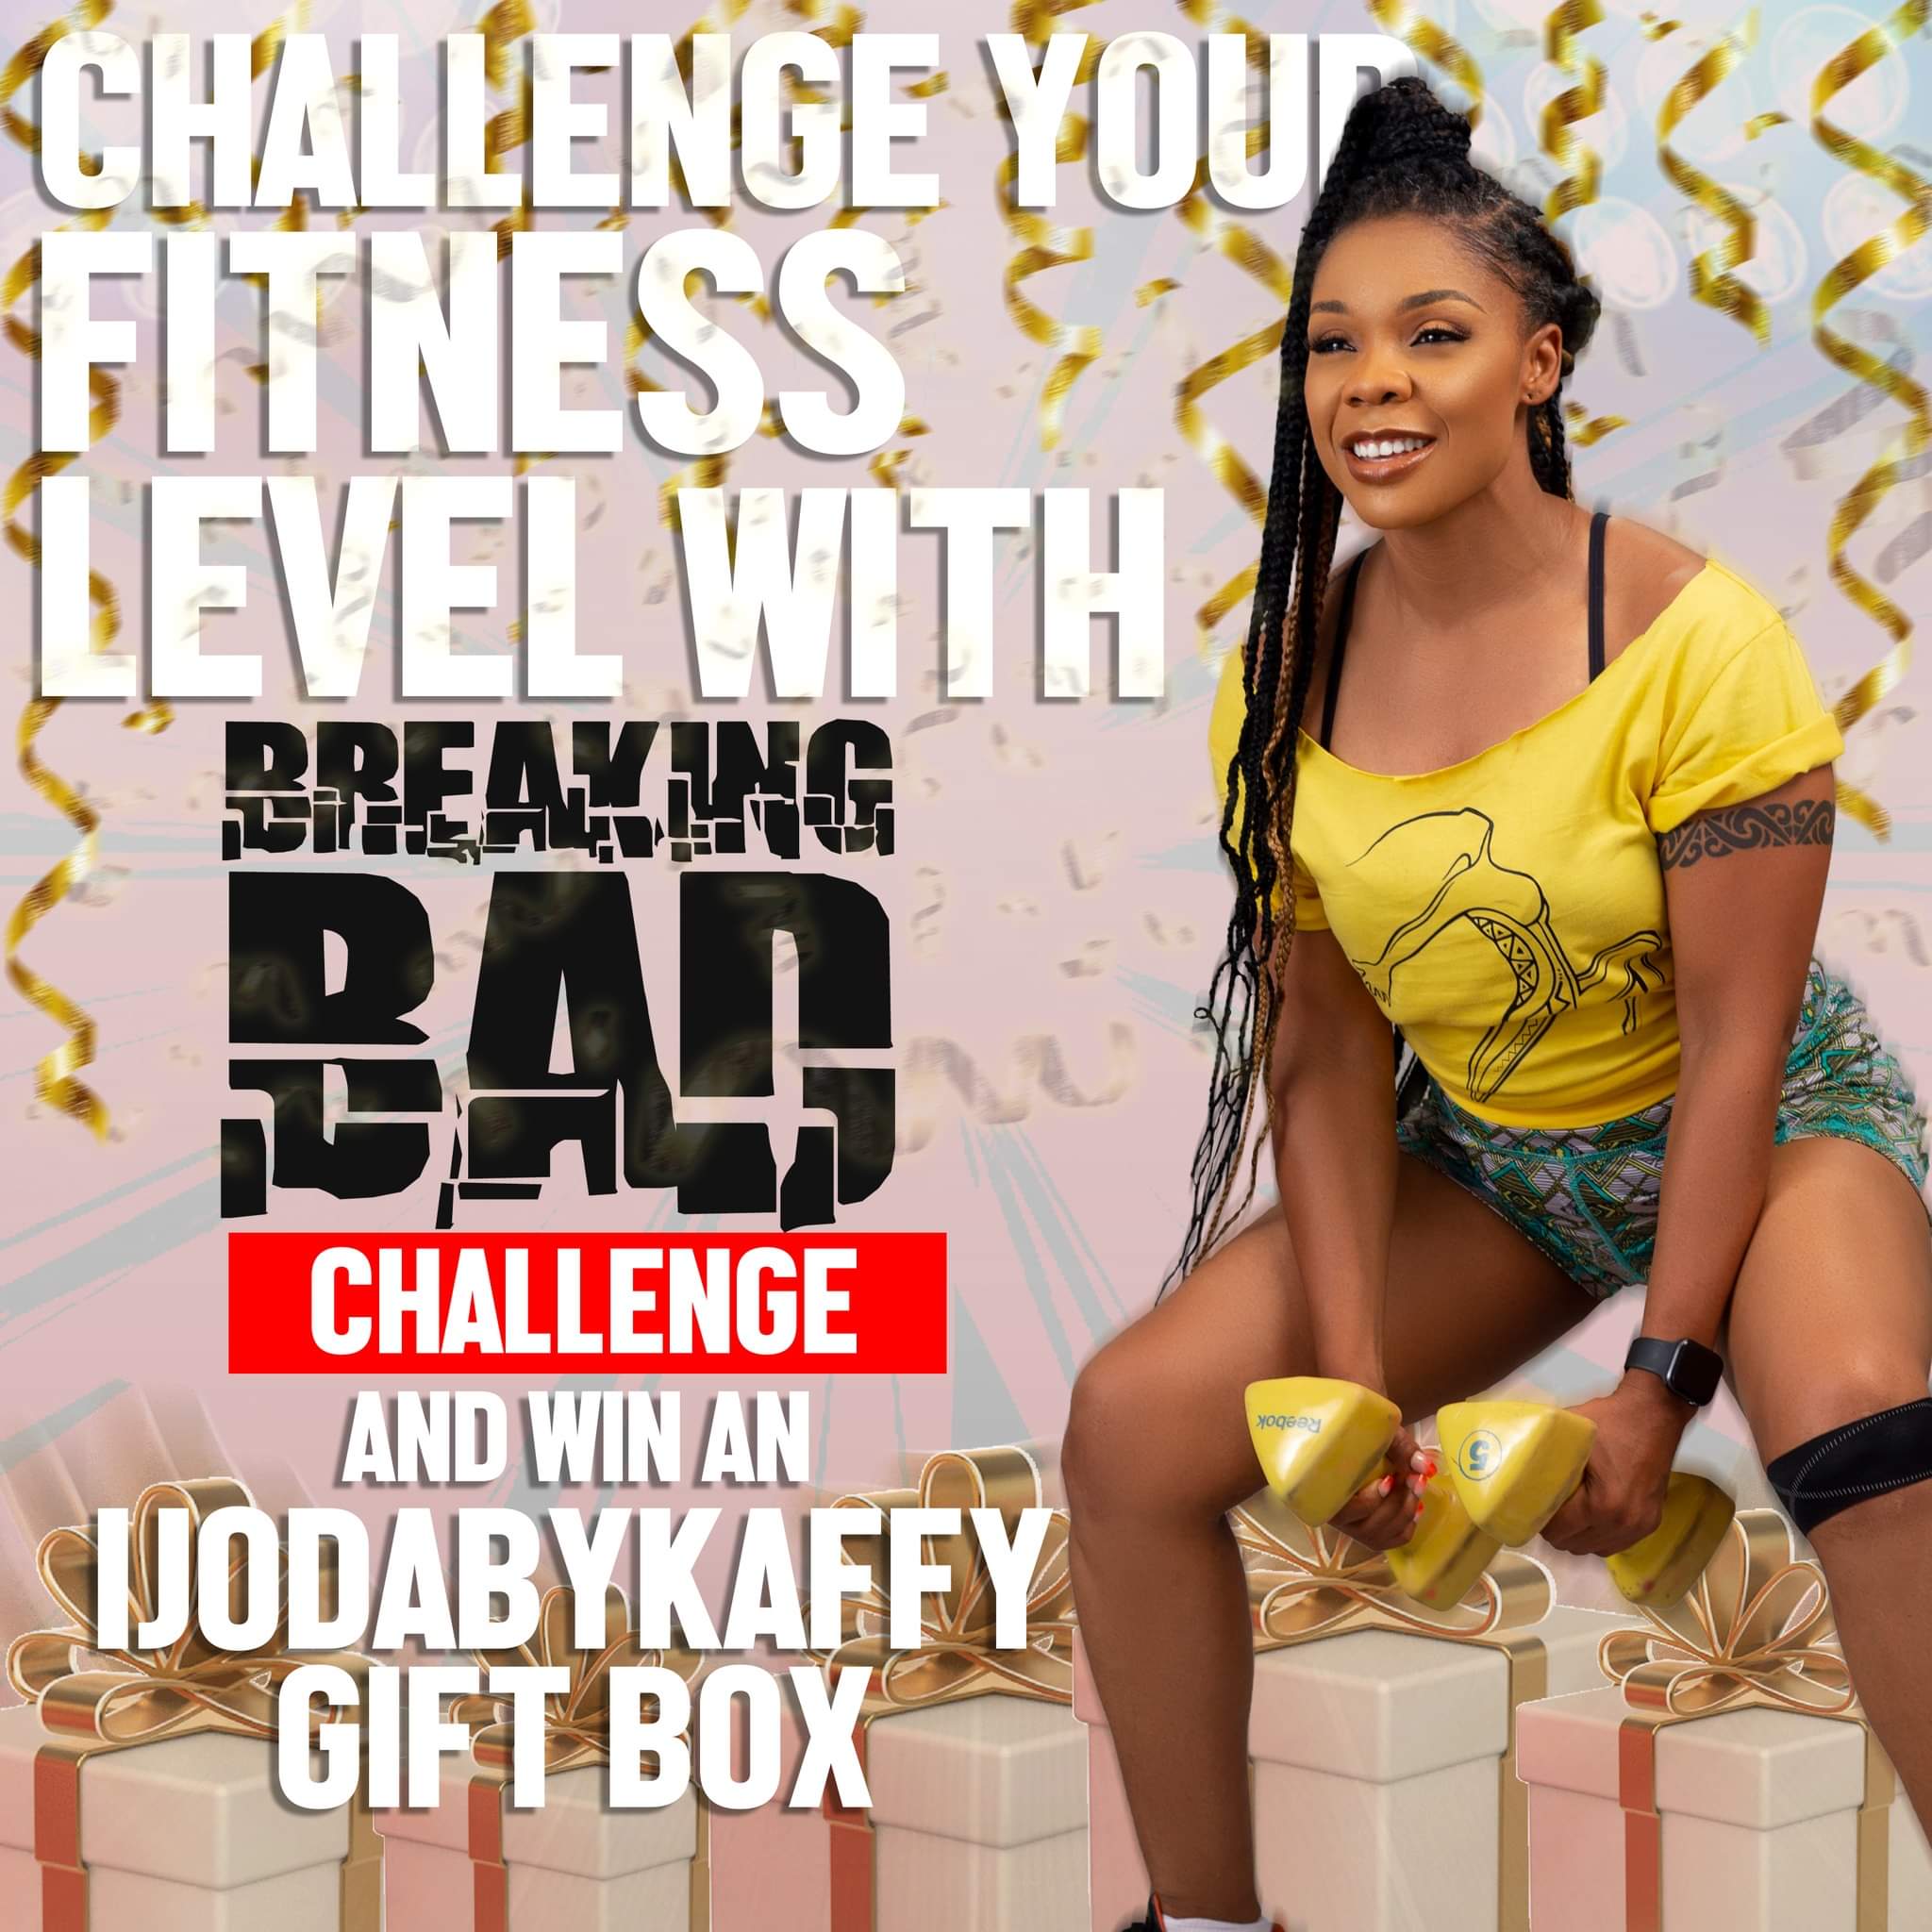 CHALLENGE YOUR
FITNESS
LEVEL WITH
BREAKING
BAD
CHALLENGE
AND WIN AN
IJODABYKAFFY
GIFT BOX
Reebok
5